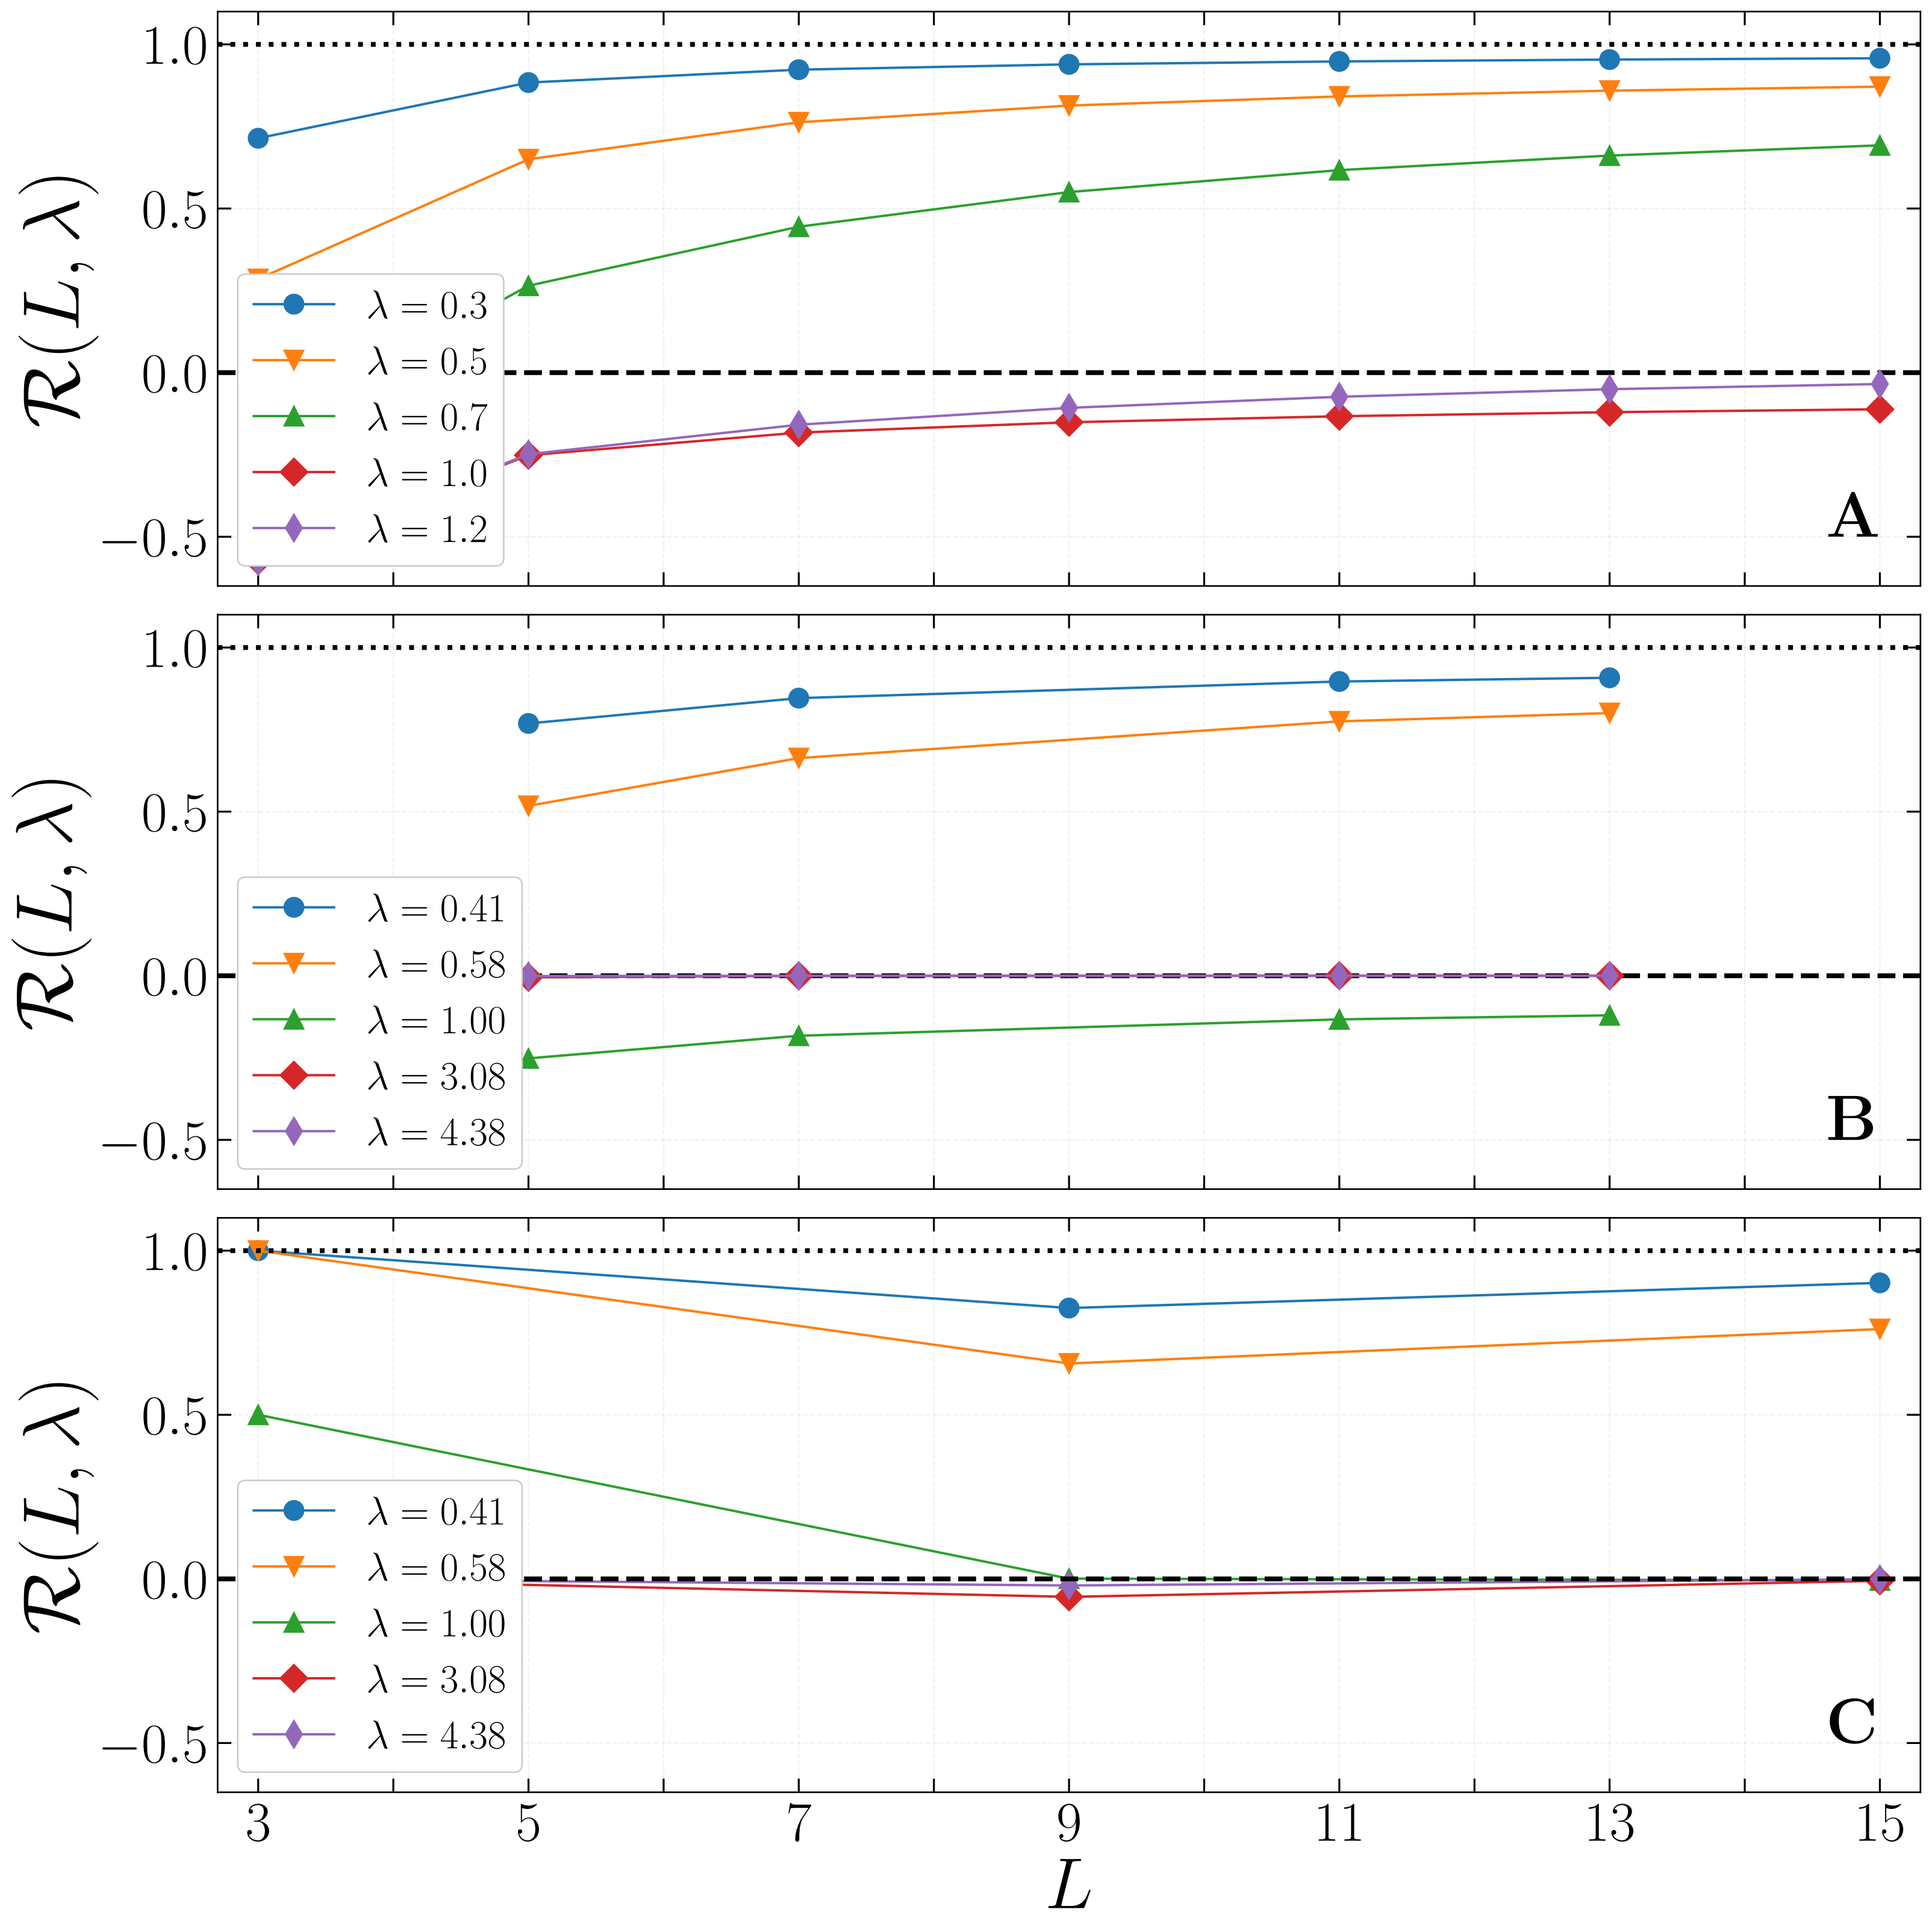 1.0
0.5
0.0
−0.5
ℛ(L, λ)
λ = 0.3
λ = 0.5
λ = 0.7
λ = 1.0
λ = 1.2
A
1.0
0.5
0.0
−0.5
ℛ(L, λ)
λ = 0.41
λ = 0.58
λ = 1.00
λ = 3.08
λ = 4.38
B
1.0
0.5
0.0
−0.5
ℛ(L, λ)
λ = 0.41
λ = 0.58
λ = 1.00
λ = 3.08
λ = 4.38
C
3 5 7 9 11 13 15
L